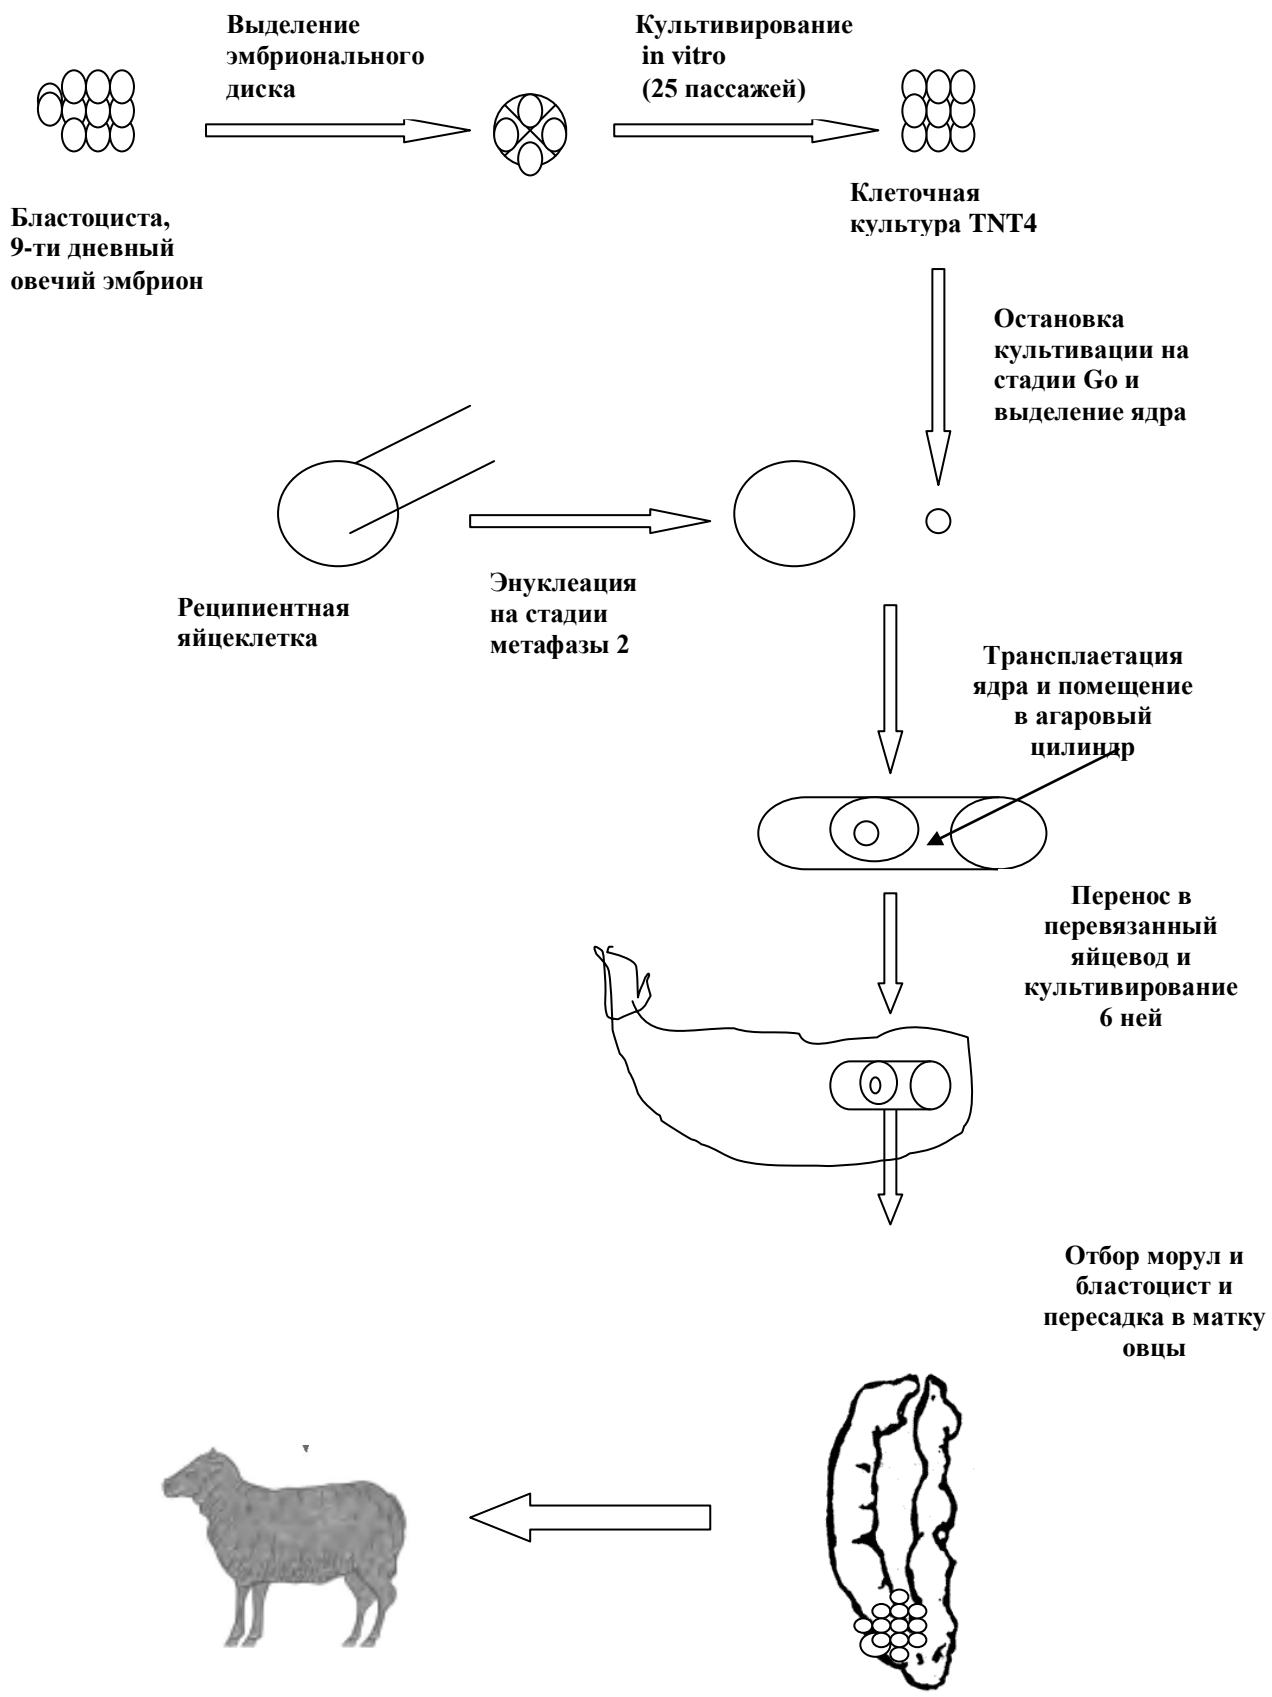 Выделение
эмбрионального
диска
Культивирование
in vitro
(25 пассажей)
Бластоциста,
9-ти дневный
овечий эмбрион
Клеточная
культура TNT4
Остановка
культивации на
стадии Go и
выделение ядра
Реципиентная
яйцеклетка
Энуклеация
на стадии
метафазы 2
Трансплаетация
ядра и помещение
в агаровый
цилиндр
Перенос в
перевязанный
яйцевод и
культивирование
6 ней
Отбор морул и
бластоцист и
пересадка в матку
овцы